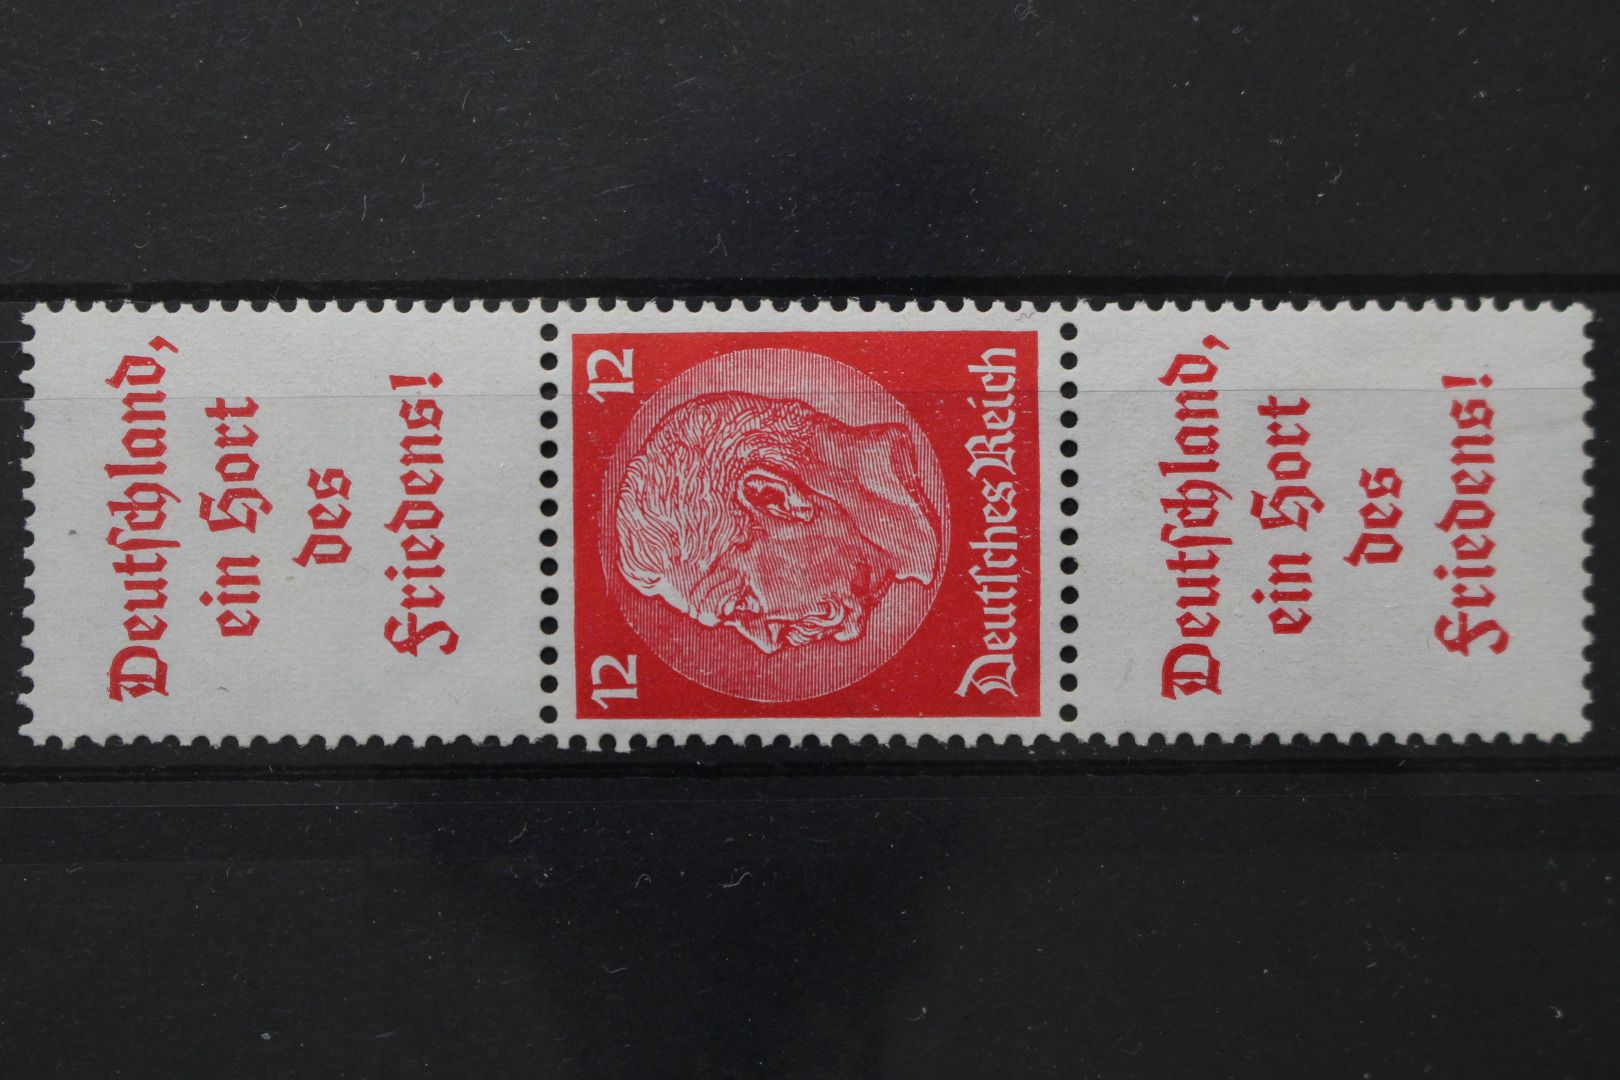 Deutſchland,
ein Hort
des
Friedens!
12 12
Deutſches Reich
Deutſchland,
ein Hort
des
Friedens!